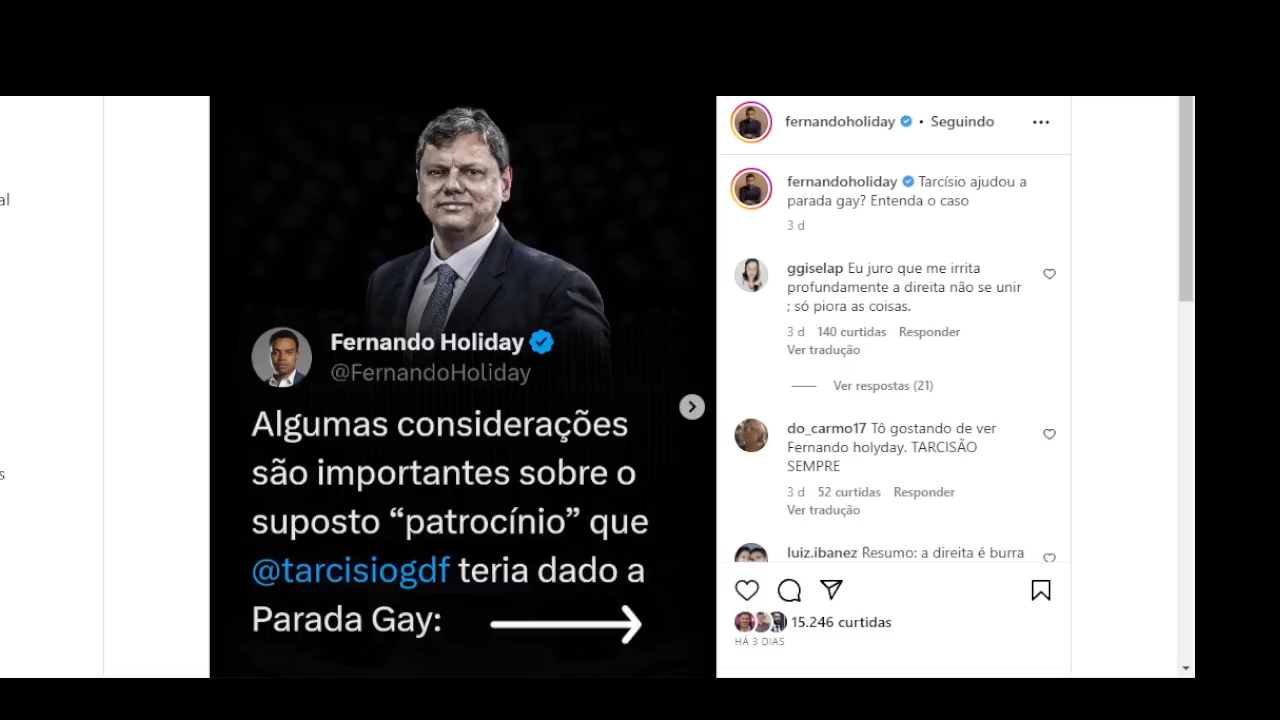 al
s
Fernando Holiday
@FernandoHoliday
Algumas considerações
são importantes sobre o
suposto “patrocínio” que
@tarcisiogdf teria dado a
Parada Gay:
fernandoholiday • Seguindo
fernandoholiday Tarcísio ajudou a
parada gay? Entenda o caso
3 d
ggiselap Eu juro que me irrita
profundamente a direita não se unir
; só piora as coisas.
3 d 140 curtidas Responder
Ver tradução
Ver respostas (21)
do_carmo17 Tô gostando de ver
Fernando holyday. TARCISÃO
SEMPRE
3 d 52 curtidas Responder
Ver tradução
luiz.ibanez Resumo: a direita é burra
15.246 curtidas
HÁ 3 DIAS